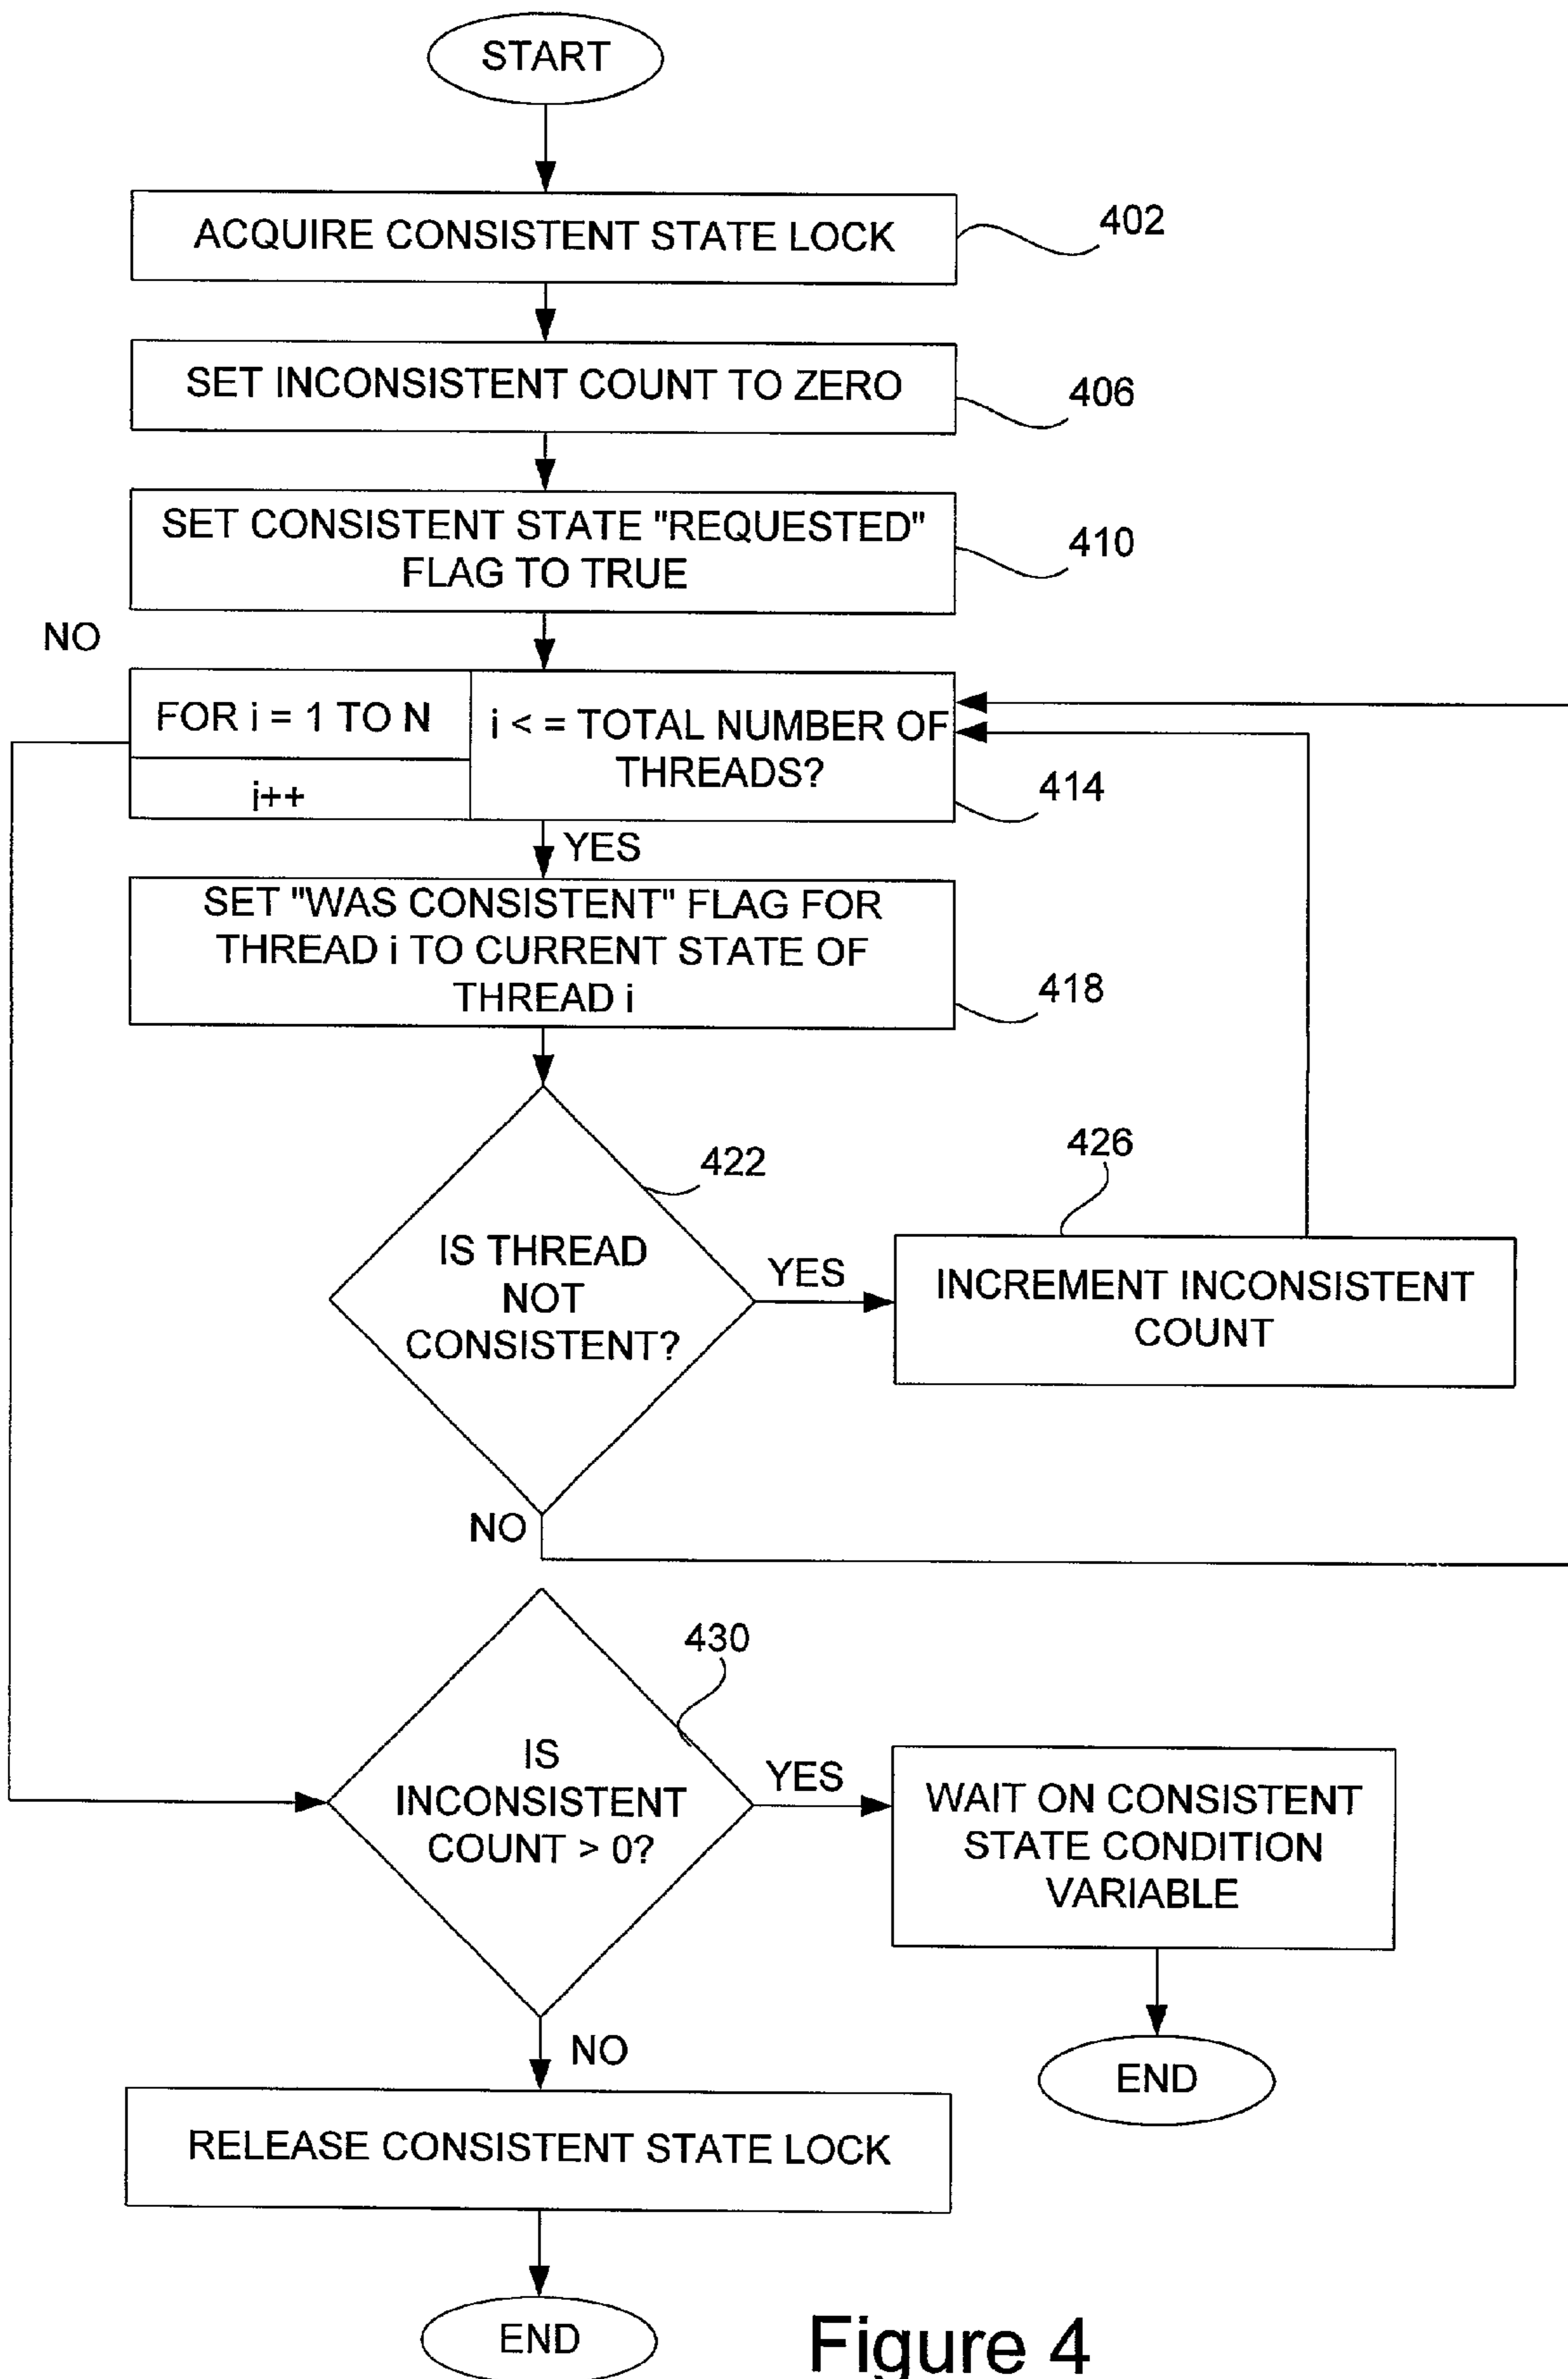 START
ACQUIRE CONSISTENT STATE LOCK
402
SET INCONSISTENT COUNT TO ZERO
406
SET CONSISTENT STATE "REQUESTED"
FLAG TO TRUE
410
NO
FOR i = 1 TO N
i++
i < = TOTAL NUMBER OF
THREADS?
414
YES
SET "WAS CONSISTENT" FLAG FOR
THREAD i TO CURRENT STATE OF
THREAD i
418
422
IS THREAD
NOT
CONSISTENT?
YES
426
INCREMENT INCONSISTENT
COUNT
NO
430
IS
INCONSISTENT
COUNT > 0?
YES
WAIT ON CONSISTENT
STATE CONDITION
VARIABLE
END
NO
RELEASE CONSISTENT STATE LOCK
END
Figure 4